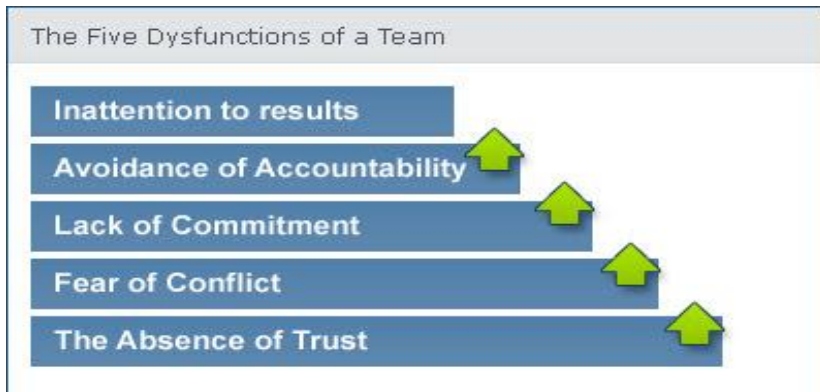 The Five Dysfunctions of a Team
Inattention to results
Avoidance of Accountability
Lack of Commitment
Fear of Conflict
The Absence of Trust